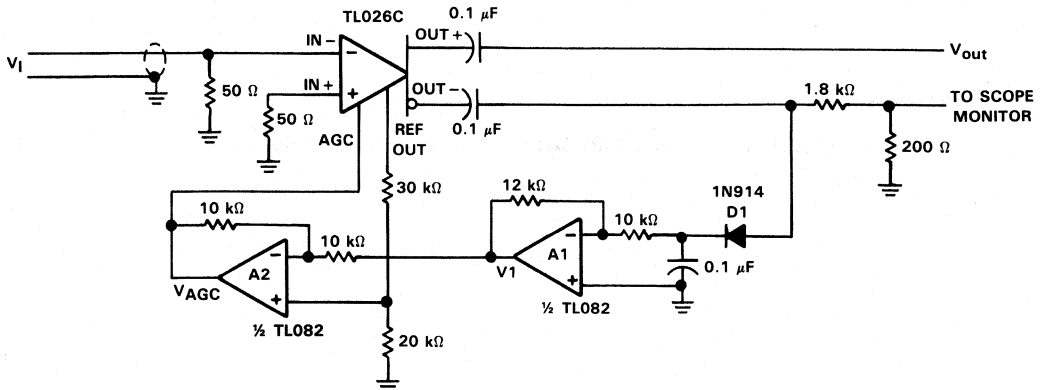 TL026C
0.1 μF
IN −
OUT +
Vout
VI
50 Ω
IN +
OUT −
50 Ω
AGC
REF
OUT
0.1 μF
1.8 kΩ
TO SCOPE
MONITOR
200 Ω
30 kΩ
12 kΩ
1N914
D1
10 kΩ
10 kΩ
10 kΩ
A1
V1
A2
0.1 μF
VAGC
½ TL082
½ TL082
20 kΩ